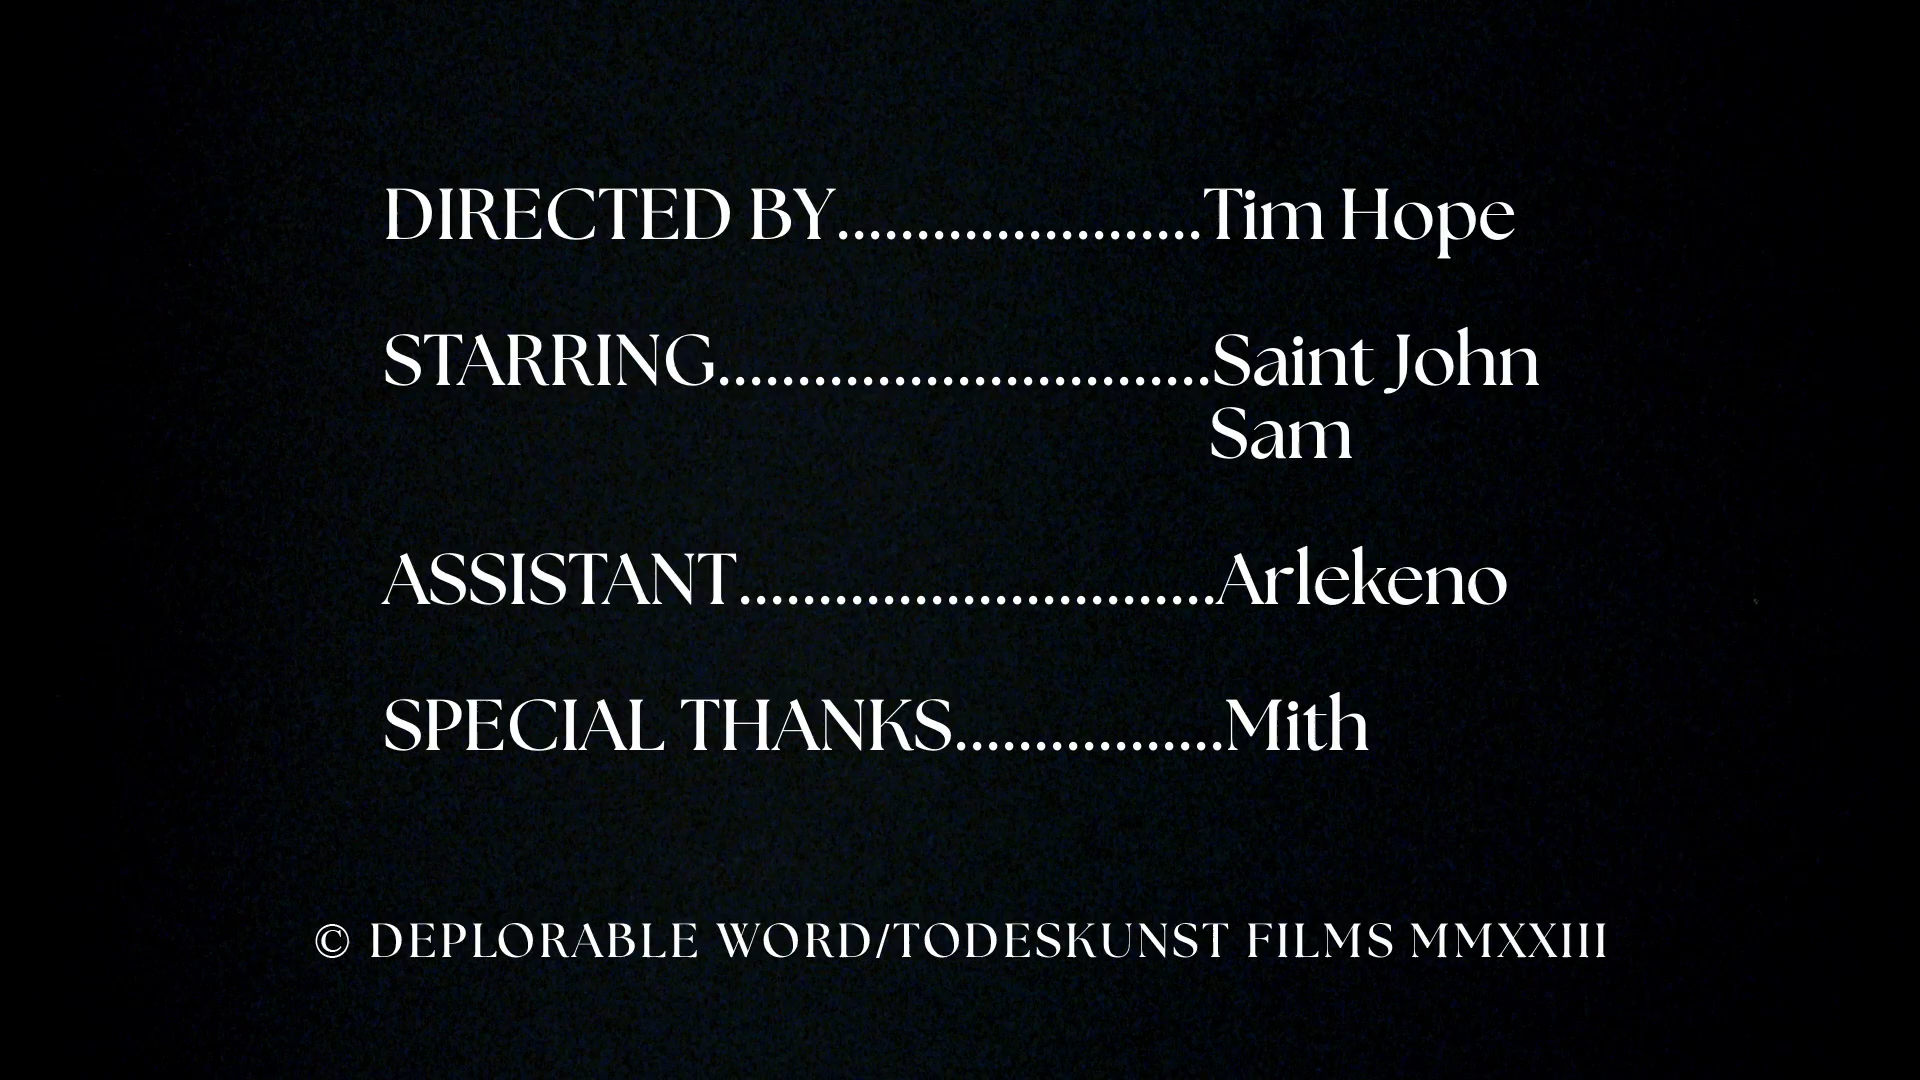 DIRECTED BY.......................Tim Hope
STARRING...............................Saint John
Sam
ASSISTANT..............................Arlekeno
SPECIAL THANKS.................Mith
© DEPLORABLE WORD/TODESKUNST FILMS MMXXIII